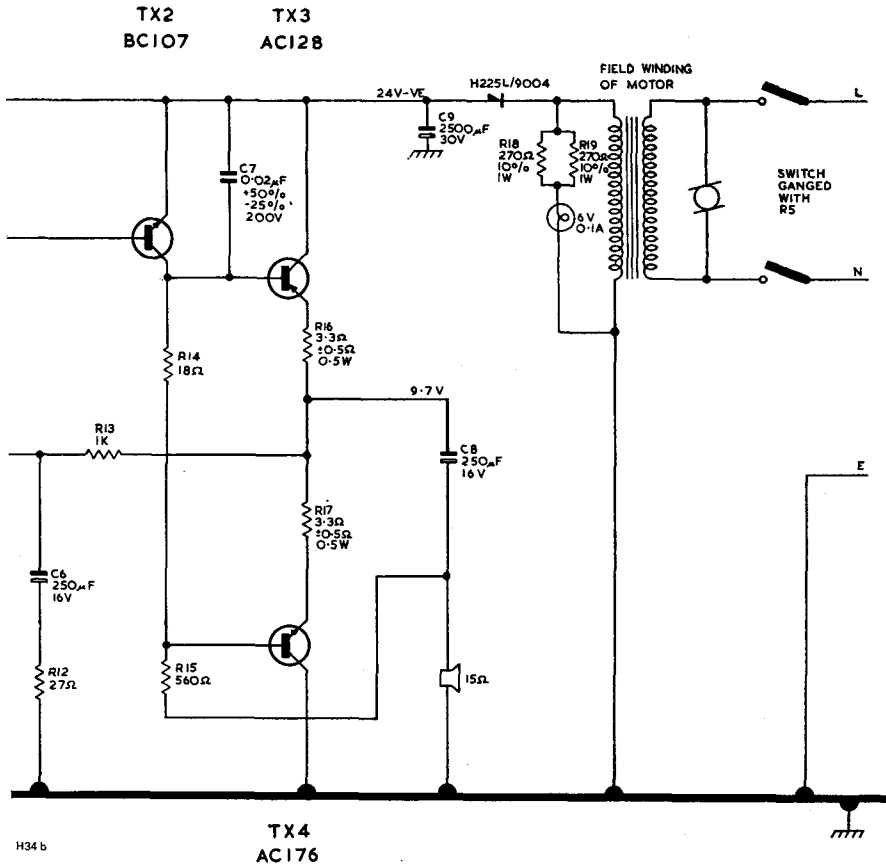 TX2
BC107
TX3
AC128
24V-VE
H225L/9004
FIELD WINDING
OF MOTOR
L
C9
2500µF
30V
R18
270Ω
10%
1W
R19
270Ω
10%
1W
SWITCH
GANGED
WITH
R5
C7
0·02µF
+50%
-25%
200V
6V
0·1A
N
R16
3·3Ω
±0·5Ω
0·5W
R14
18Ω
9·7V
R13
1K
C8
250µF
16V
E
R17
3·3Ω
±0·5Ω
0·5W
C6
250µF
16V
R12
27Ω
R15
560Ω
15Ω
TX4
AC176
H34 b